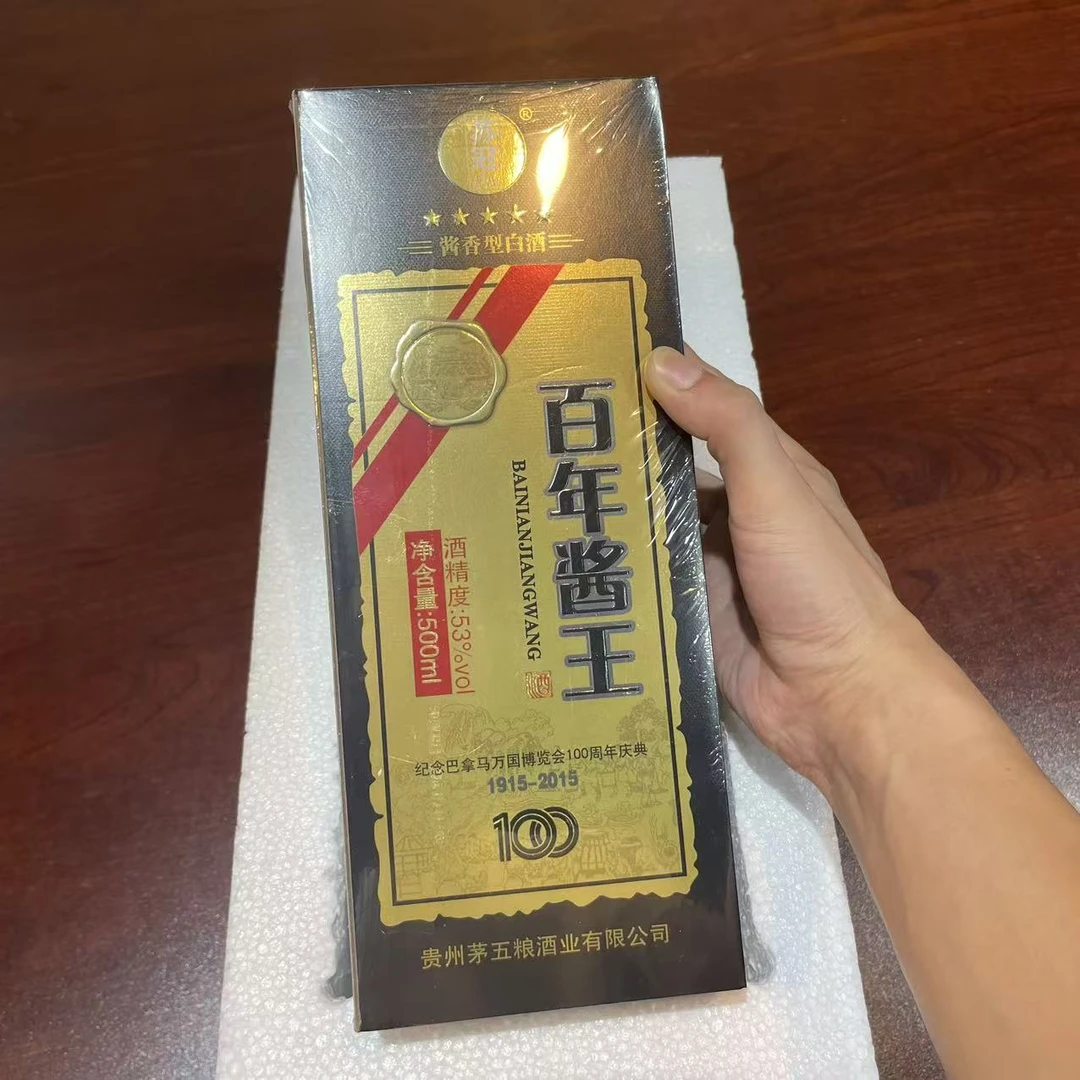 ®
酱香型白酒
百年酱王
BAINIANJIANGWANG
酒
酒精度:53%vol
净含量:500ml
纪念巴拿马万国博览会100周年庆典
1915-2015
100
贵州茅五粮酒业有限公司